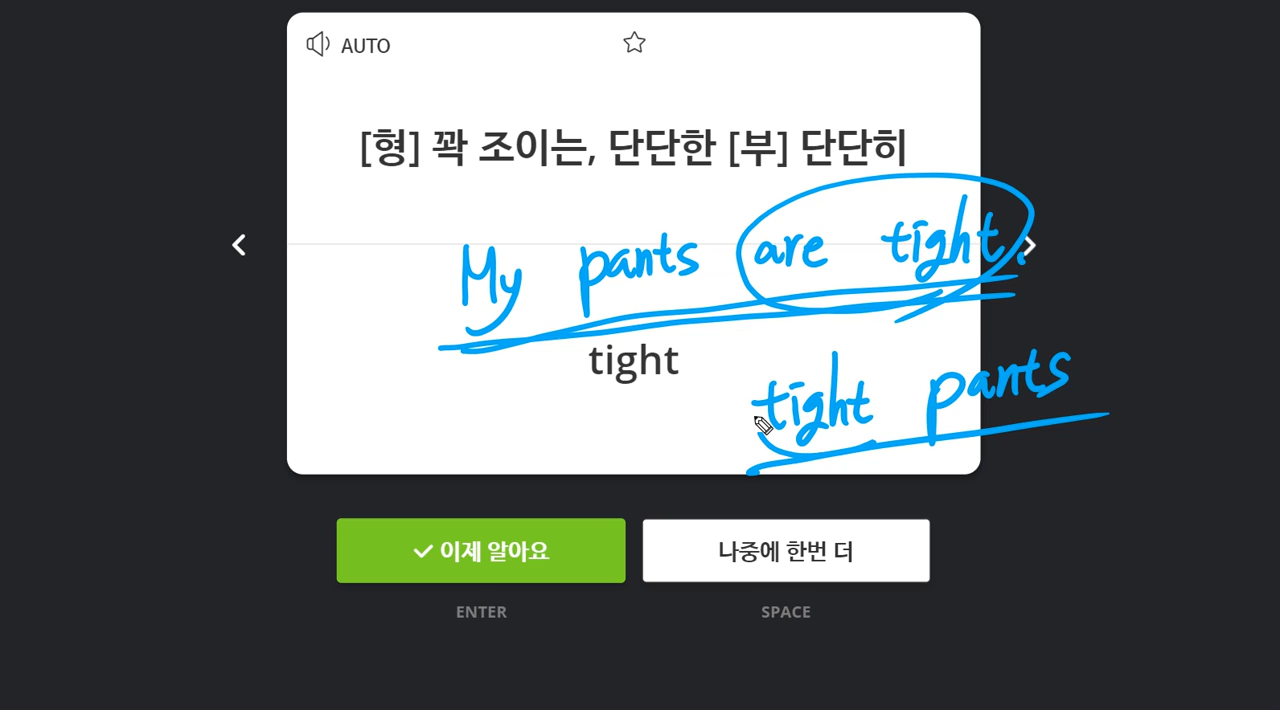 AUTO
[형] 꽉 조이는, 단단한 [부] 단단히
My pants are tight.
tight
tight pants
이제 알아요
나중에 한번 더
ENTER
SPACE